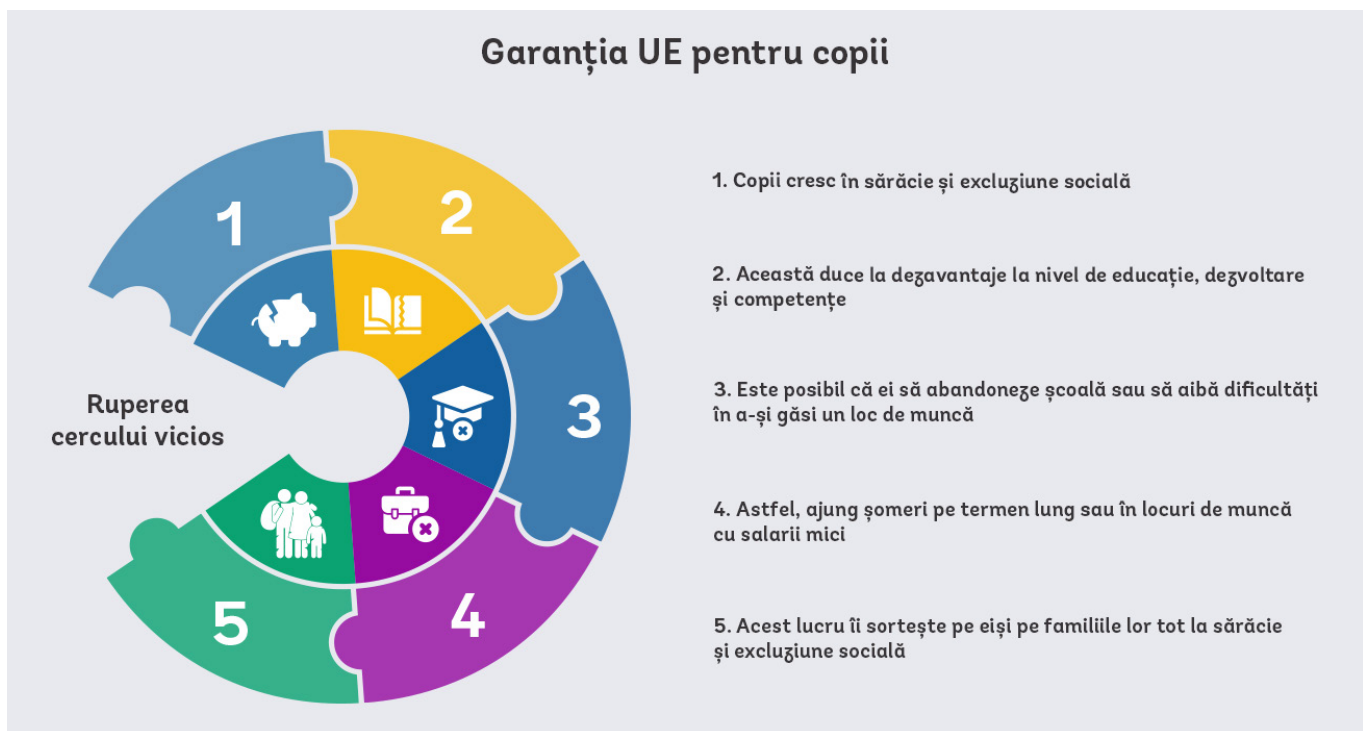 Garanția UE pentru copii
1
2
3
4
5
Ruperea
cercului vicios
1. Copii cresc în sărăcie și excluziune socială
2. Această duce la dezavantaje la nivel de educație, dezvoltare
și competențe
3. Este posibil că ei să abandoneze școală sau să aibă dificultăți
în a-și găsi un loc de muncă
4. Astfel, ajung șomeri pe termen lung sau în locuri de muncă
cu salarii mici
5. Acest lucru îi sortește pe eiși pe familiile lor tot la sărăcie
și excluziune socială